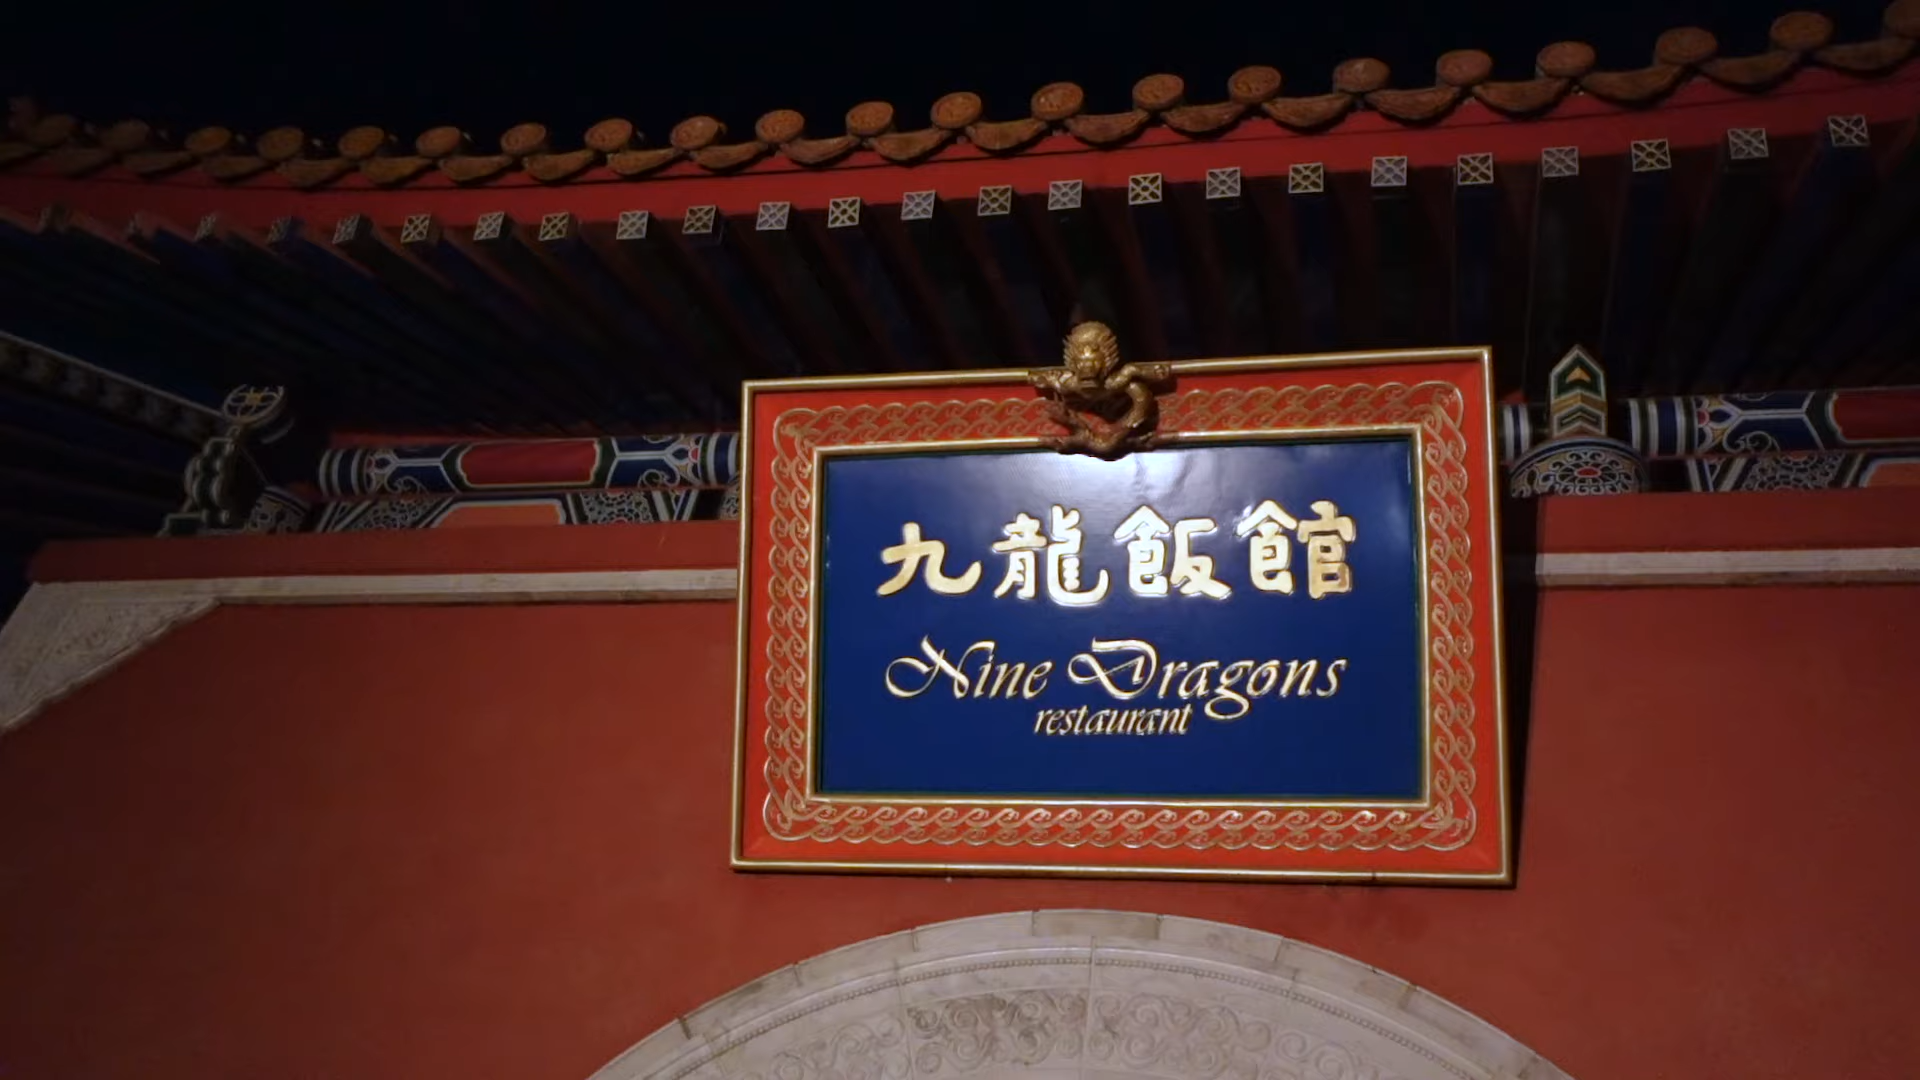 九龍飯館
Nine Dragons
restaurant